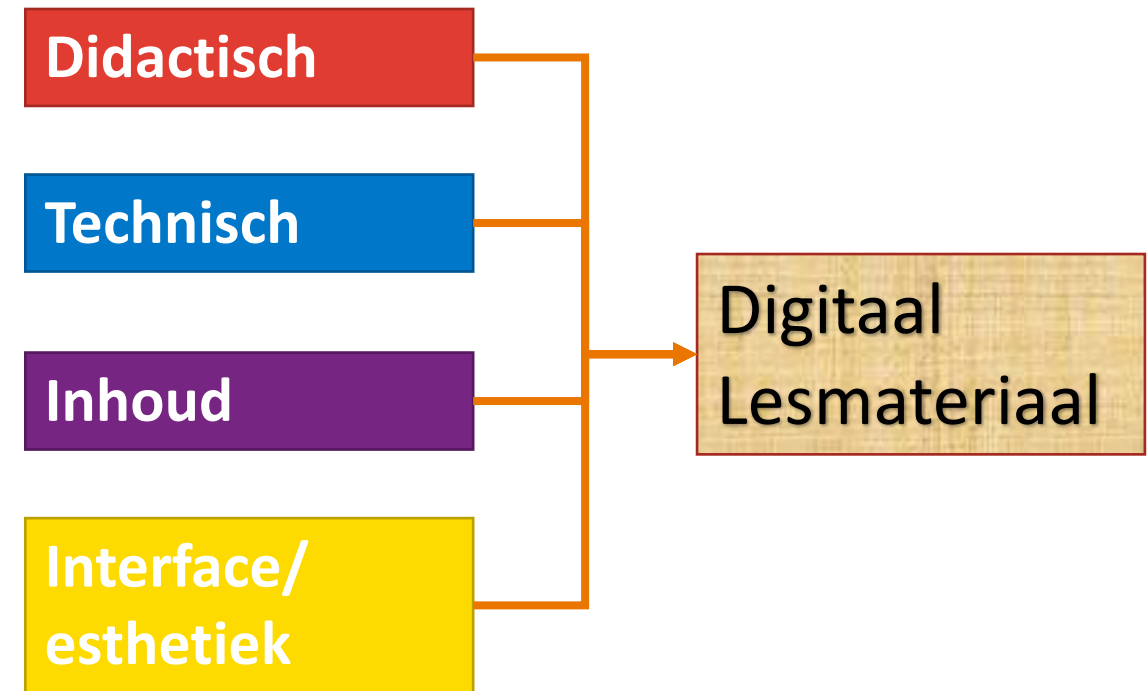 Didactisch
Technisch
Inhoud
Interface/
esthetiek
Digitaal
Lesmateriaal